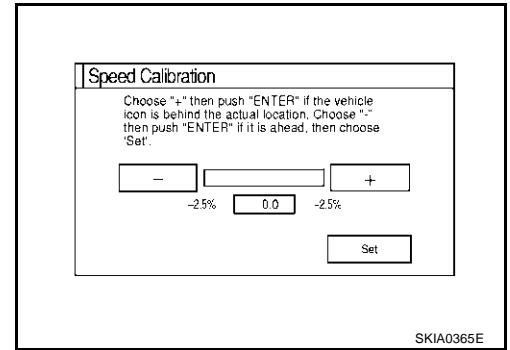 Speed Calibration
Choose "+" then push "ENTER" if the vehicle
icon is behind the actual location. Choose "-"
then push "ENTER" if it is ahead, then choose
'Set'.
− +
−2.5% 0.0 −2.5%
Set
SKIA0365E